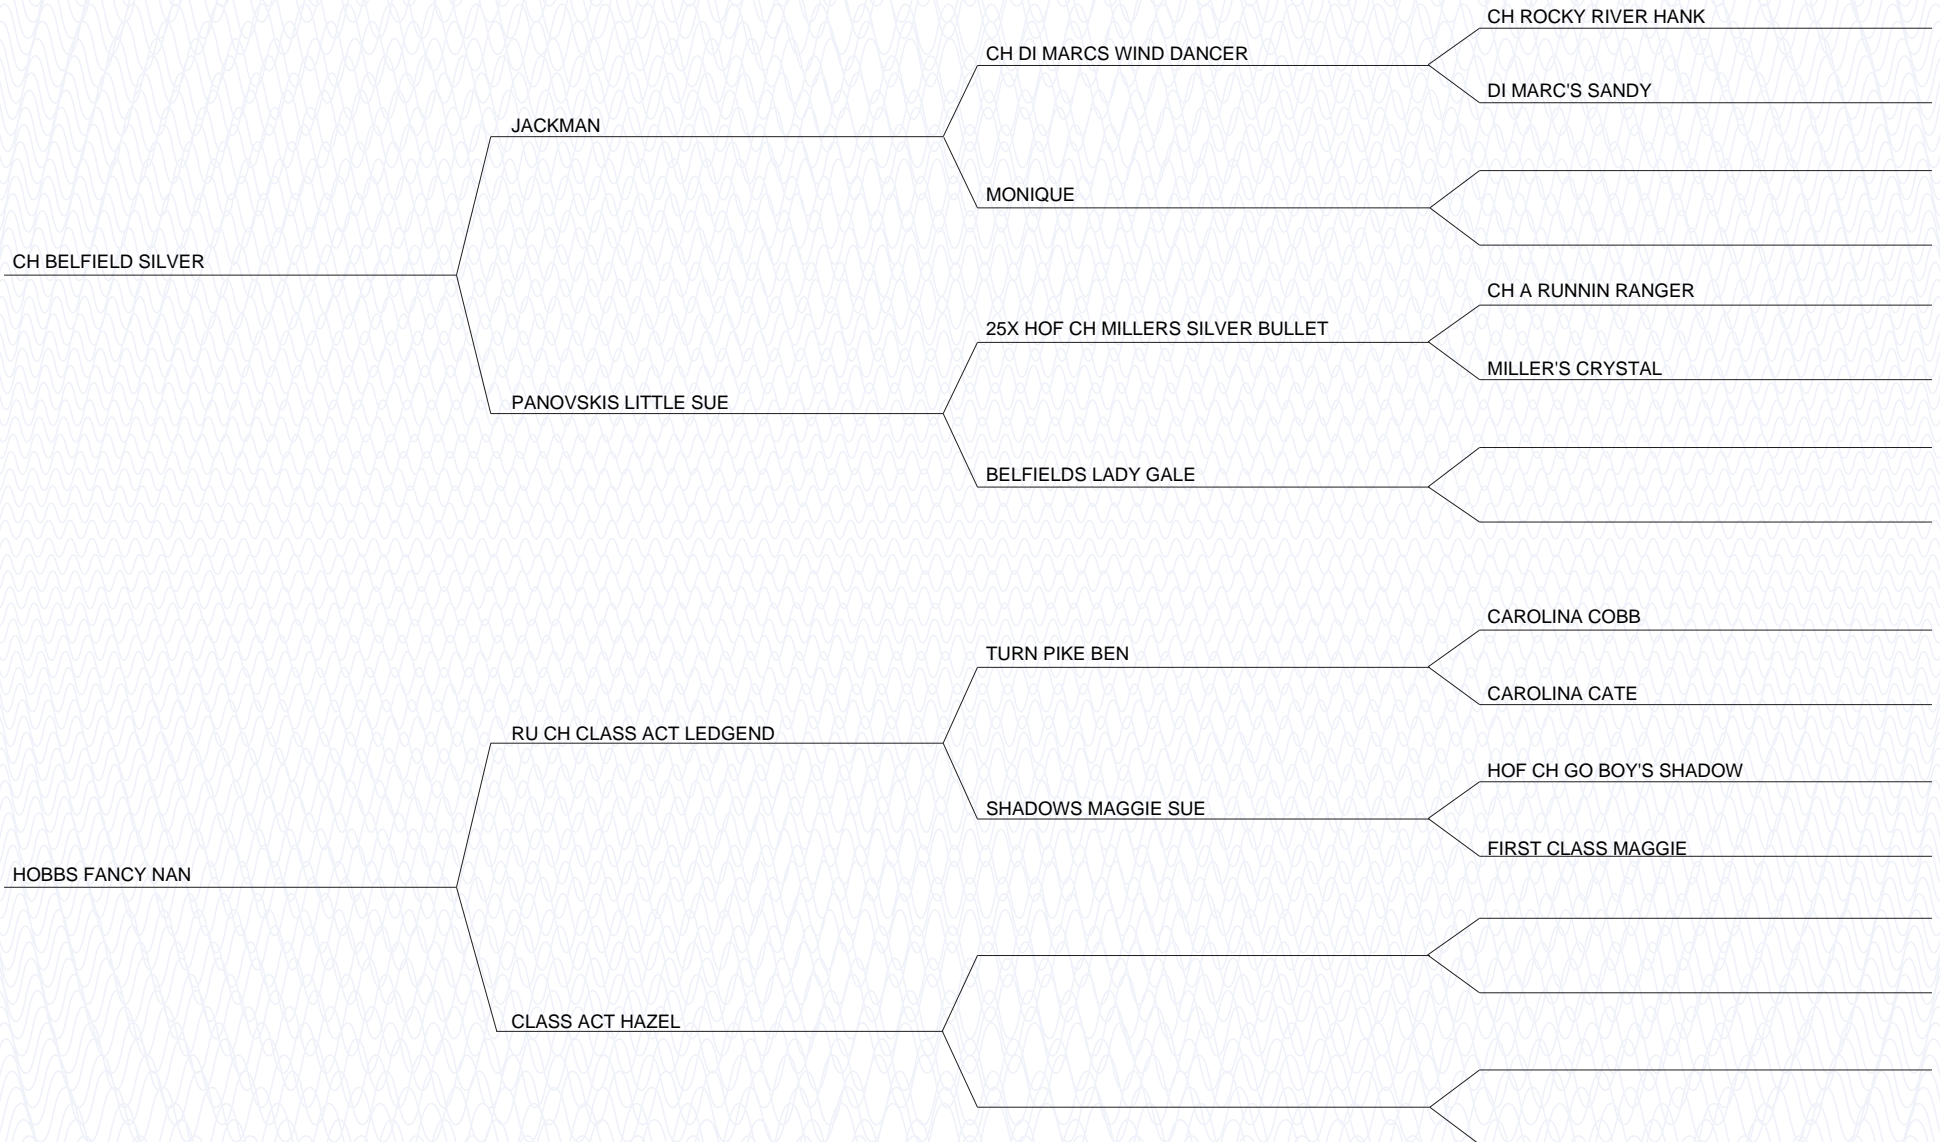 CH ROCKY RIVER HANK
CH DI MARCS WIND DANCER
DI MARC'S SANDY
JACKMAN
MONIQUE
CH BELFIELD SILVER
CH A RUNNIN RANGER
25X HOF CH MILLERS SILVER BULLET
MILLER'S CRYSTAL
PANOVSKIS LITTLE SUE
BELFIELDS LADY GALE
CAROLINA COBB
TURN PIKE BEN
CAROLINA CATE
RU CH CLASS ACT LEDGEND
HOF CH GO BOY'S SHADOW
SHADOWS MAGGIE SUE
FIRST CLASS MAGGIE
HOBBS FANCY NAN
CLASS ACT HAZEL